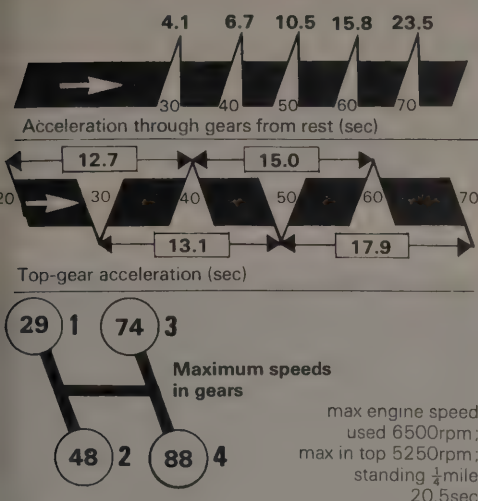 4.1 6.7 10.5 15.8 23.5
30 40 50 60 70
Acceleration through gears from rest (sec)
12.7 15.0
20 30 40 50 60 70
13.1 17.9
Top-gear acceleration (sec)
29 1 74 3
Maximum speeds
in gears
48 2 88 4
max engine speed
used 6500rpm;
max in top 5250rpm;
standing ¼mile
20.5sec